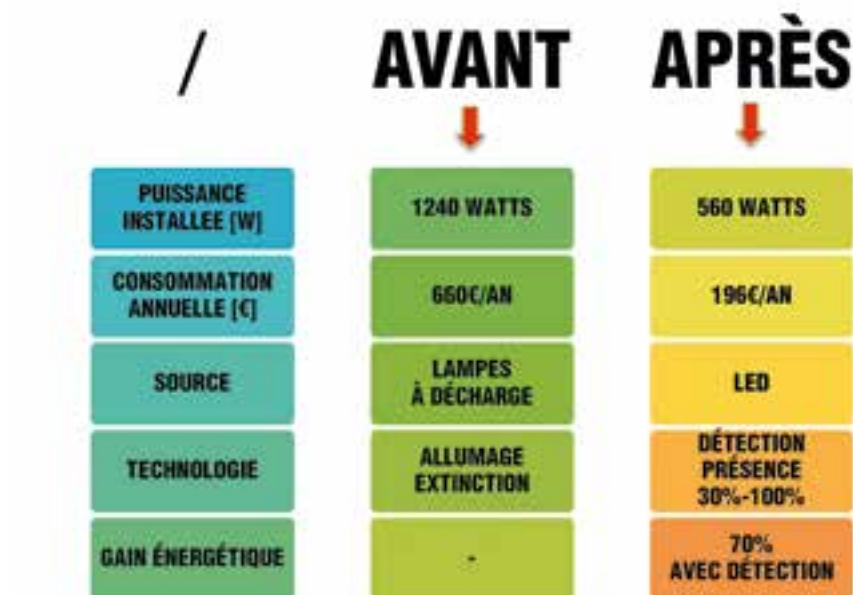 / AVANT APRÈS
PUISSANCE
INSTALLEE [W]
1240 WATTS
560 WATTS
CONSOMMATION
ANNUELLE [€]
660€/AN
196€/AN
SOURCE
LAMPES
À DÉCHARGE
LED
TECHNOLOGIE
ALLUMAGE
EXTINCTION
DÉTECTION
PRÉSENCE
30%-100%
GAIN ÉNERGÉTIQUE
-
70%
AVEC DÉTECTION